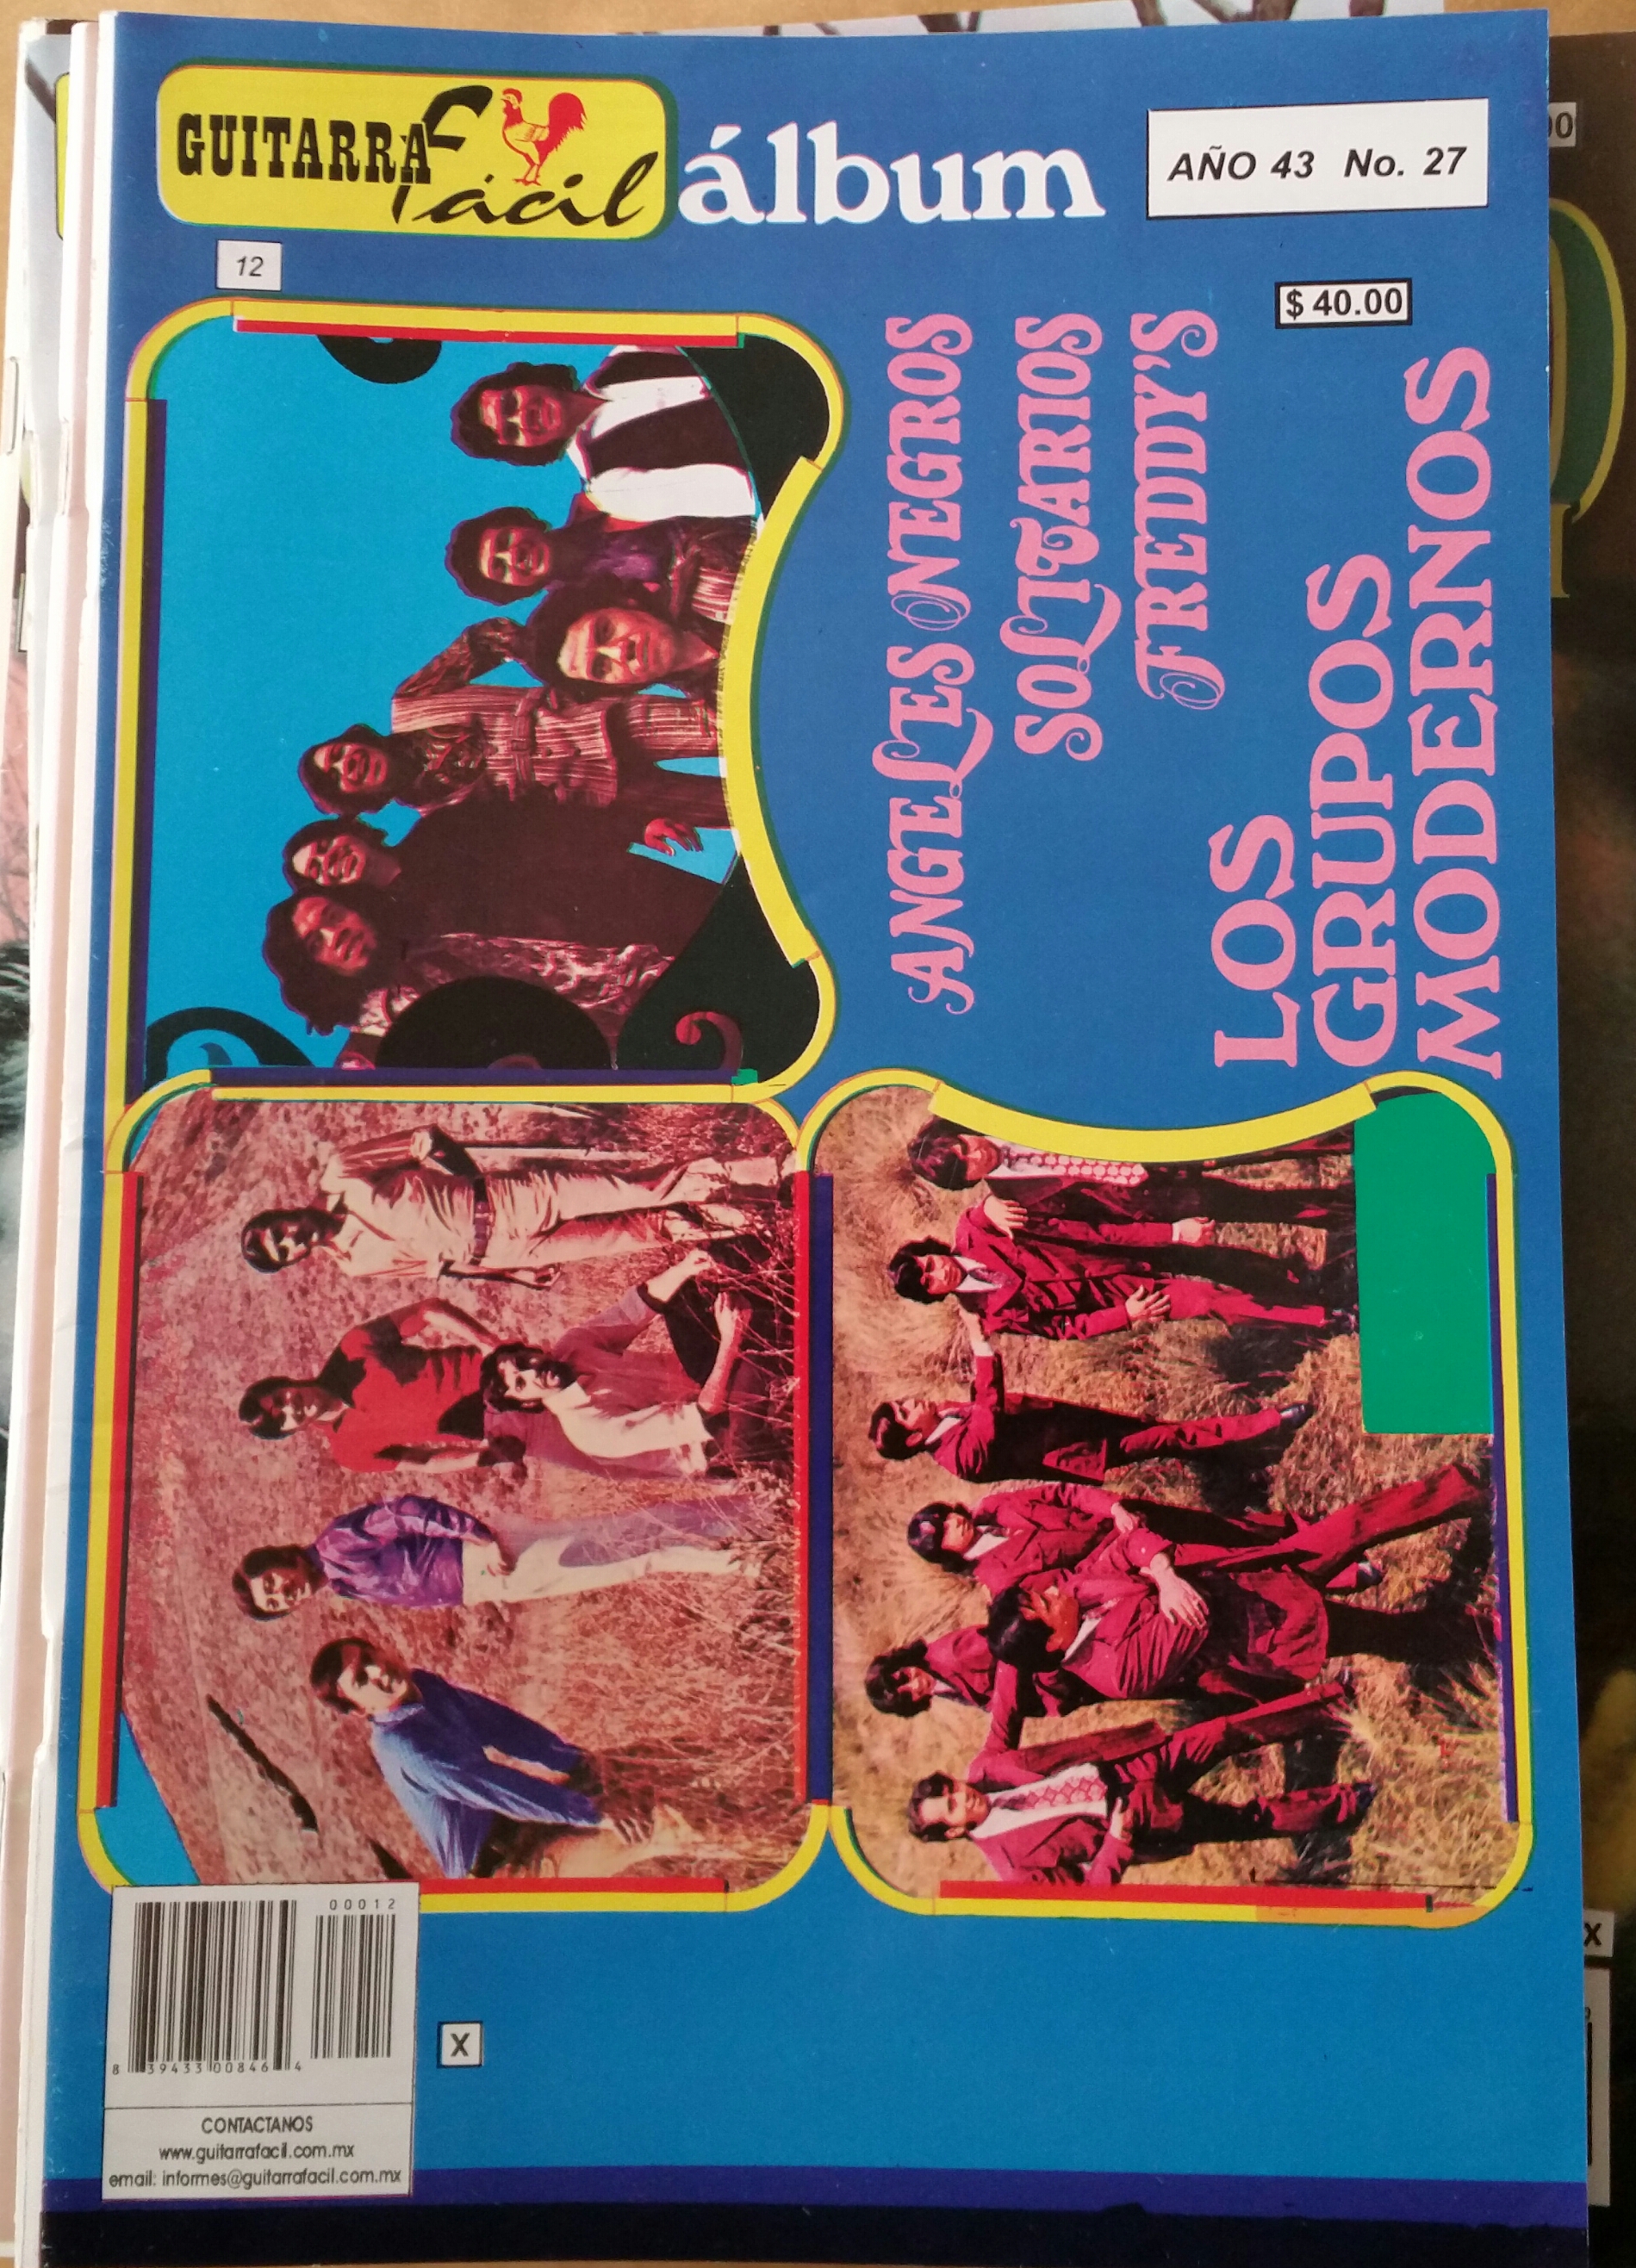 GUITARRA fácil álbum
AÑO 43 No. 27
12
$ 40.00
ANGELES NEGROS
SOLITARIOS
FREDDY'S
LOS
GRUPOS
MODERNOS
00012
8 39433 00846 4
X
CONTACTANOS
www.guitarrafacil.com.mx
email: informes@guitarrafacil.com.mx
X